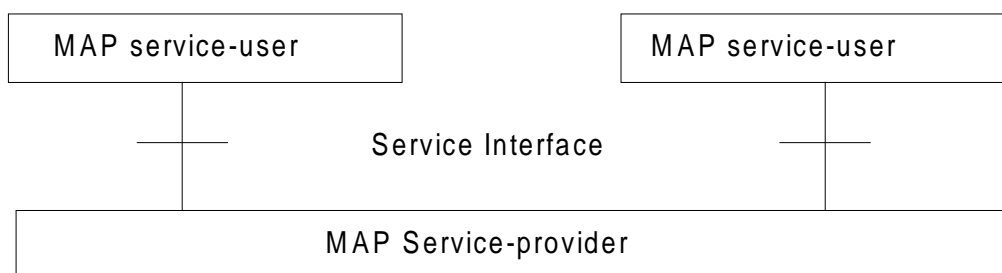 MAP service-user
MAP service-user
Service Interface
MAP Service-provider